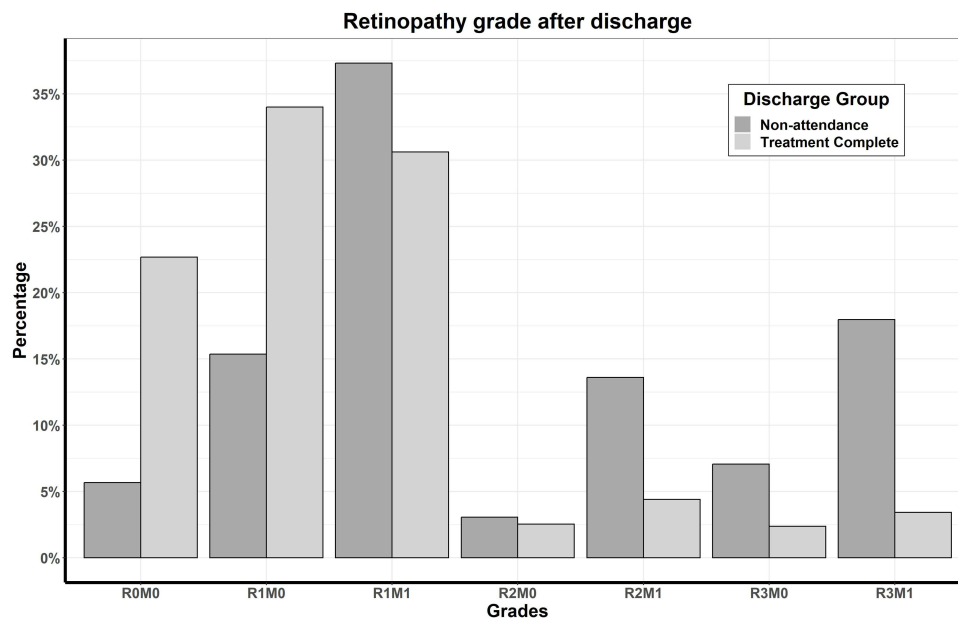 Retinopathy grade after discharge
Discharge Group
Non-attendance
Treatment Complete
Percentage
35%
30%
25%
20%
15%
10%
5%
0%
R0M0 R1M0 R1M1 R2M0 R2M1 R3M0 R3M1
Grades